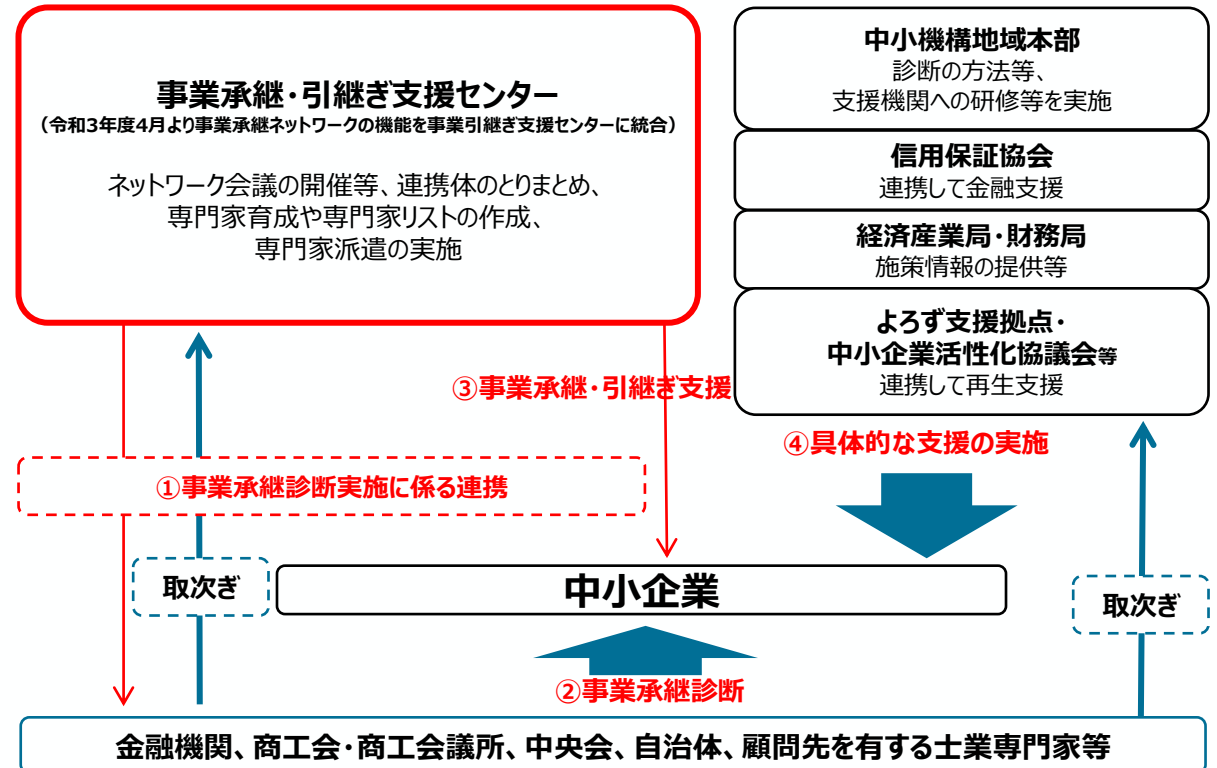 事業承継・引継ぎ支援センター
（令和3年度4月より事業承継ネットワークの機能を事業引継ぎ支援センターに統合）
ネットワーク会議の開催等、連携体のとりまとめ、
専門家育成や専門家リストの作成、
専門家派遣の実施
中小機構地域本部
診断の方法等、
支援機関への研修等を実施
信用保証協会
連携して金融支援
経済産業局・財務局
施策情報の提供等
よろず支援拠点・
中小企業活性化協議会等
連携して再生支援
③事業承継・引継ぎ支援
④具体的な支援の実施
①事業承継診断実施に係る連携
取次ぎ
中小企業
取次ぎ
②事業承継診断
金融機関、商工会・商工会議所、中央会、自治体、顧問先を有する士業専門家等